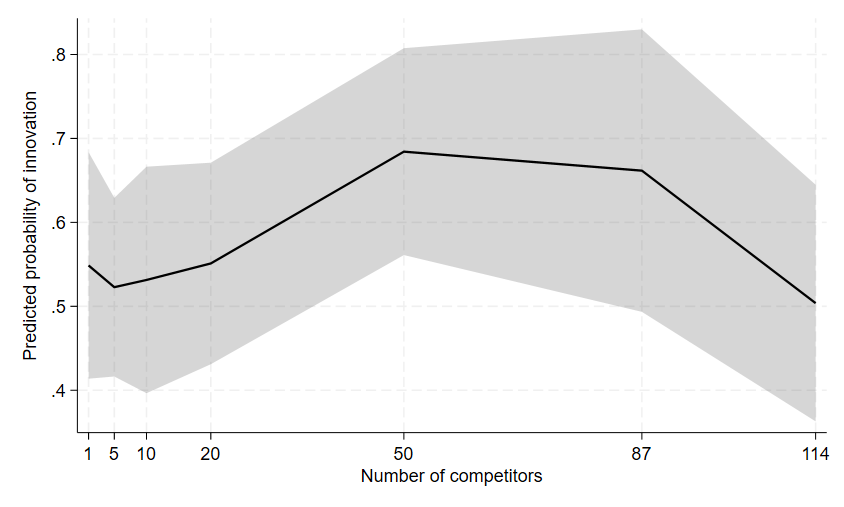 Predicted probability of innovation
.8
.7
.6
.5
.4
1 5 10 20 50 87 114
Number of competitors